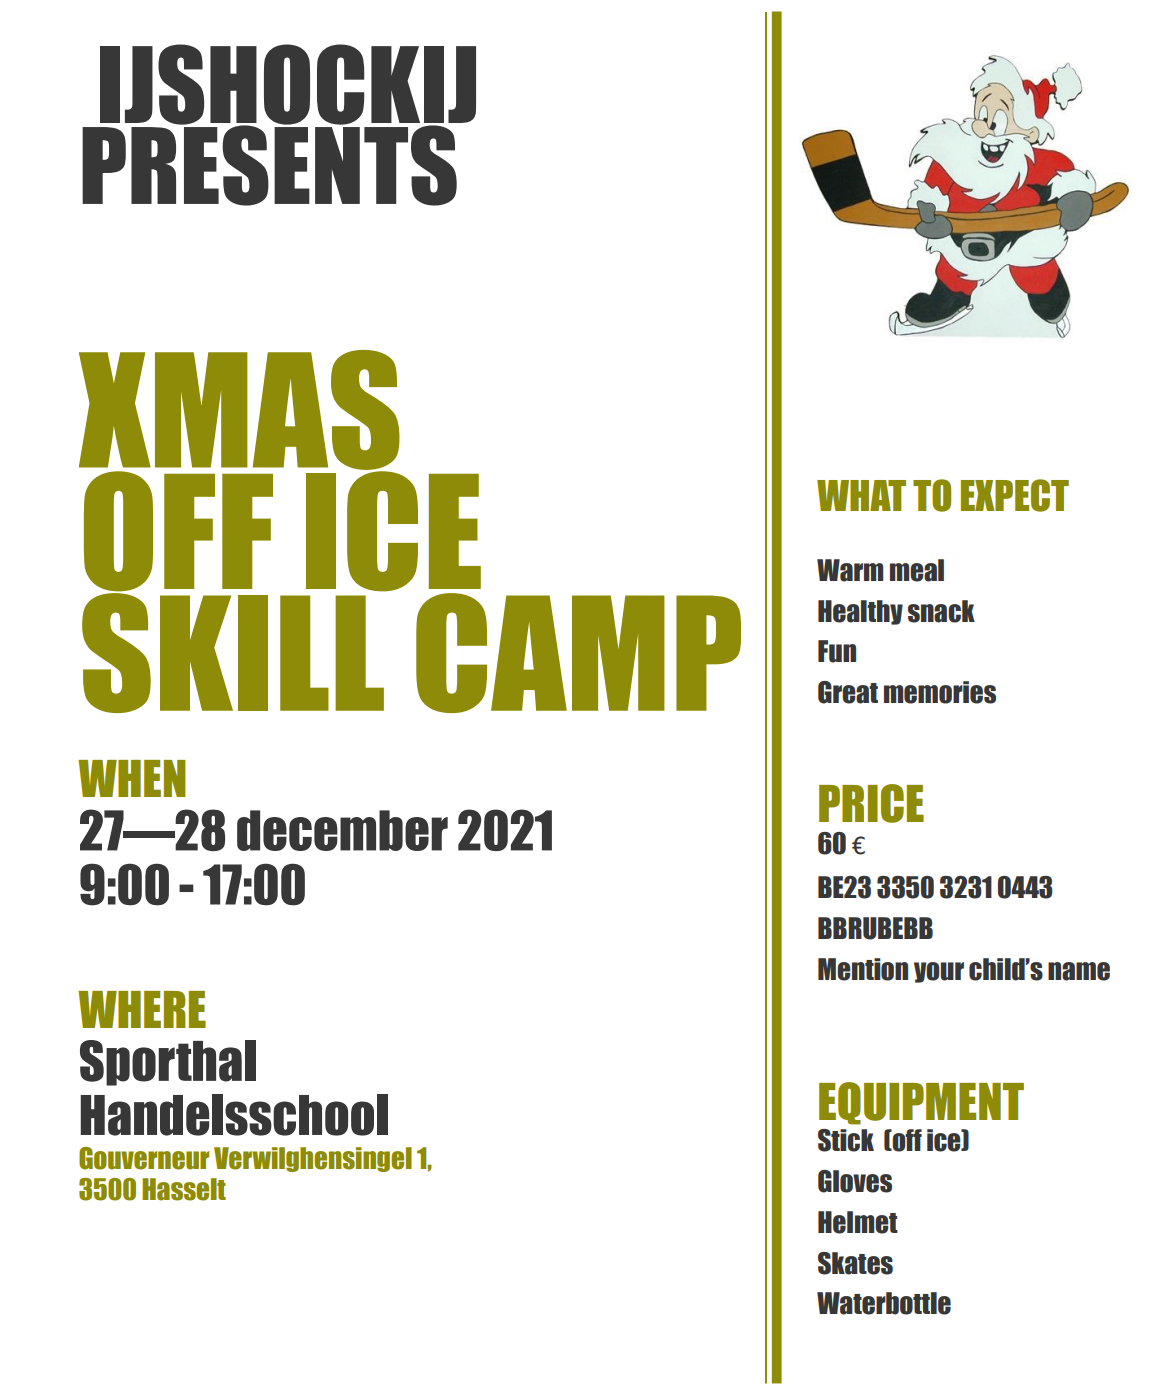 IJSHOCKIJ
PRESENTS
XMAS
OFF ICE
SKILL CAMP
WHEN
27—28 december 2021
9:00 - 17:00
WHERE
Sporthal
Handelsschool
Gouverneur Verwilghensingel 1,
3500 Hasselt
WHAT TO EXPECT
Warm meal
Healthy snack
Fun
Great memories
PRICE
60 €
BE23 3350 3231 0443
BBRUBEBB
Mention your child's name
EQUIPMENT
Stick (off ice)
Gloves
Helmet
Skates
Waterbottle